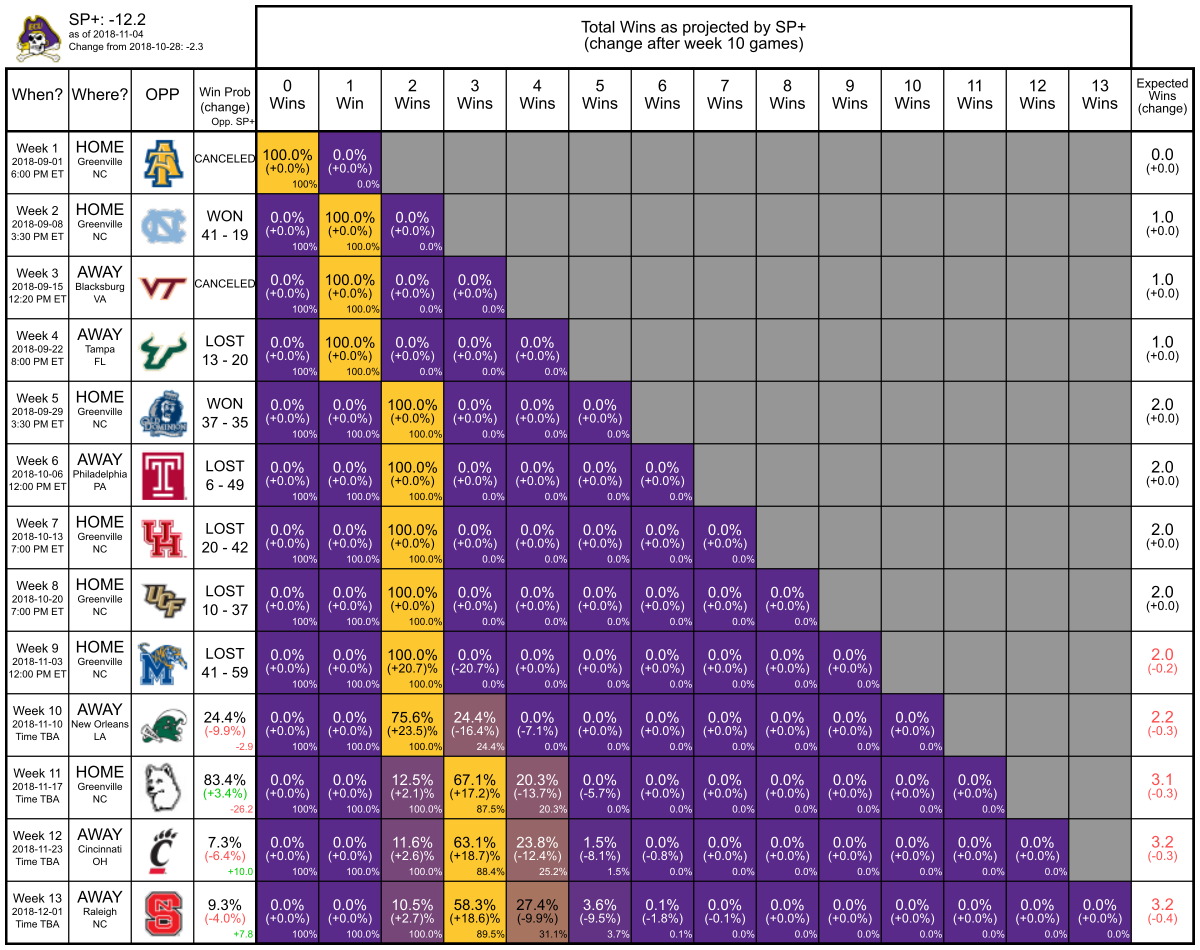 SP+: -12.2
as of 2018-11-04
Change from 2018-10-28: -2.3
Total Wins as projected by SP+
(change after week 10 games)
When? Where? OPP Win Prob (change) Opp. SP+ 0 Wins 1 Win 2 Wins 3 Wins 4 Wins 5 Wins 6 Wins 7 Wins 8 Wins 9 Wins 10 Wins 11 Wins 12 Wins 13 Wins Expected Wins (change)
Week 1 HOME
2018-09-01 Greenville CANCELED 100.0% 0.0% 0.0
6:00 PM ET NC (+0.0%) (+0.0%) (+0.0)
100% 0.0%
Week 2 HOME WON 0.0% 100.0% 0.0% 1.0
2018-09-08 Greenville 41 - 19 (+0.0%) (+0.0%) (+0.0%) (+0.0)
3:30 PM ET NC 100% 100.0% 0.0%
Week 3 AWAY
2018-09-15 Blacksburg CANCELED 0.0% 100.0% 0.0% 0.0% 1.0
12:20 PM ET VA (+0.0%) (+0.0%) (+0.0%) (+0.0%) (+0.0)
100% 100.0% 0.0% 0.0%
Week 4 AWAY LOST 0.0% 100.0% 0.0% 0.0% 0.0% 1.0
2018-09-22 Tampa 13 - 20 (+0.0%) (+0.0%) (+0.0%) (+0.0%) (+0.0%) (+0.0)
8:00 PM ET FL 100% 100.0% 0.0% 0.0% 0.0%
Week 5 HOME WON 0.0% 0.0% 100.0% 0.0% 0.0% 0.0% 2.0
2018-09-29 Greenville OLD DOMINION 37 - 35 (+0.0%) (+0.0%) (+0.0%) (+0.0%) (+0.0%) (+0.0%) (+0.0)
3:30 PM ET NC 100% 100.0% 100.0% 0.0% 0.0% 0.0%
Week 6 AWAY LOST 0.0% 0.0% 100.0% 0.0% 0.0% 0.0% 0.0% 2.0
2018-10-06 Philadelphia T 6 - 49 (+0.0%) (+0.0%) (+0.0%) (+0.0%) (+0.0%) (+0.0%) (+0.0%) (+0.0)
12:00 PM ET PA 100% 100.0% 100.0% 0.0% 0.0% 0.0% 0.0%
Week 7 HOME LOST 0.0% 0.0% 100.0% 0.0% 0.0% 0.0% 0.0% 0.0% 2.0
2018-10-13 Greenville UH 20 - 42 (+0.0%) (+0.0%) (+0.0%) (+0.0%) (+0.0%) (+0.0%) (+0.0%) (+0.0%) (+0.0)
7:00 PM ET NC 100% 100.0% 100.0% 0.0% 0.0% 0.0% 0.0% 0.0%
Week 8 HOME LOST 0.0% 0.0% 100.0% 0.0% 0.0% 0.0% 0.0% 0.0% 0.0% 2.0
2018-10-20 Greenville UCF 10 - 37 (+0.0%) (+0.0%) (+0.0%) (+0.0%) (+0.0%) (+0.0%) (+0.0%) (+0.0%) (+0.0%) (+0.0)
7:00 PM ET NC 100% 100.0% 100.0% 0.0% 0.0% 0.0% 0.0% 0.0% 0.0%
Week 9 HOME LOST 0.0% 0.0% 100.0% 0.0% 0.0% 0.0% 0.0% 0.0% 0.0% 0.0% 2.0
2018-11-03 Greenville M 41 - 59 (+0.0%) (+0.0%) (+20.7)% (-20.7%) (+0.0%) (+0.0%) (+0.0%) (+0.0%) (+0.0%) (+0.0%) (-0.2)
12:00 PM ET NC 100% 100.0% 100.0% 0.0% 0.0% 0.0% 0.0% 0.0% 0.0% 0.0%
Week 10 AWAY 24.4% 0.0% 0.0% 75.6% 24.4% 0.0% 0.0% 0.0% 0.0% 0.0% 0.0% 0.0% 2.2
2018-11-10 New Orleans (-9.9%) (+0.0%) (+0.0%) (+23.5)% (-16.4%) (-7.1%) (+0.0%) (+0.0%) (+0.0%) (+0.0%) (+0.0%) (+0.0%) (-0.3)
Time TBA LA -2.9 100% 100.0% 100.0% 24.4% 0.0% 0.0% 0.0% 0.0% 0.0% 0.0% 0.0%
Week 11 HOME 83.4% 0.0% 0.0% 12.5% 67.1% 20.3% 0.0% 0.0% 0.0% 0.0% 0.0% 0.0% 0.0% 3.1
2018-11-17 Greenville (+3.4%) (+0.0%) (+0.0%) (+2.1)% (+17.2)% (-13.7%) (-5.7%) (+0.0%) (+0.0%) (+0.0%) (+0.0%) (+0.0%) (+0.0%) (-0.3)
Time TBA NC -26.2 100% 100.0% 100.0% 87.5% 20.3% 0.0% 0.0% 0.0% 0.0% 0.0% 0.0% 0.0%
Week 12 AWAY 7.3% 0.0% 0.0% 11.6% 63.1% 23.8% 1.5% 0.0% 0.0% 0.0% 0.0% 0.0% 0.0% 0.0% 3.2
2018-11-23 Cincinnati C (-6.4%) (+0.0%) (+0.0%) (+2.6)% (+18.7)% (-12.4%) (-8.1%) (-0.8%) (+0.0%) (+0.0%) (+0.0%) (+0.0%) (+0.0%) (+0.0%) (-0.3)
Time TBA OH +10.0 100% 100.0% 100.0% 88.4% 25.2% 1.5% 0.0% 0.0% 0.0% 0.0% 0.0% 0.0% 0.0%
Week 13 AWAY 9.3% 0.0% 0.0% 10.5% 58.3% 27.4% 3.6% 0.1% 0.0% 0.0% 0.0% 0.0% 0.0% 0.0% 0.0% 3.2
2018-12-01 Raleigh NCS (-4.0%) (+0.0%) (+0.0%) (+2.7)% (+18.6)% (-9.9%) (-9.5%) (-1.8%) (-0.1%) (+0.0%) (+0.0%) (+0.0%) (+0.0%) (+0.0%) (+0.0%) (-0.4)
Time TBA NC +7.8 100% 100.0% 100.0% 89.5% 31.1% 3.7% 0.1% 0.0% 0.0% 0.0% 0.0% 0.0% 0.0% 0.0%